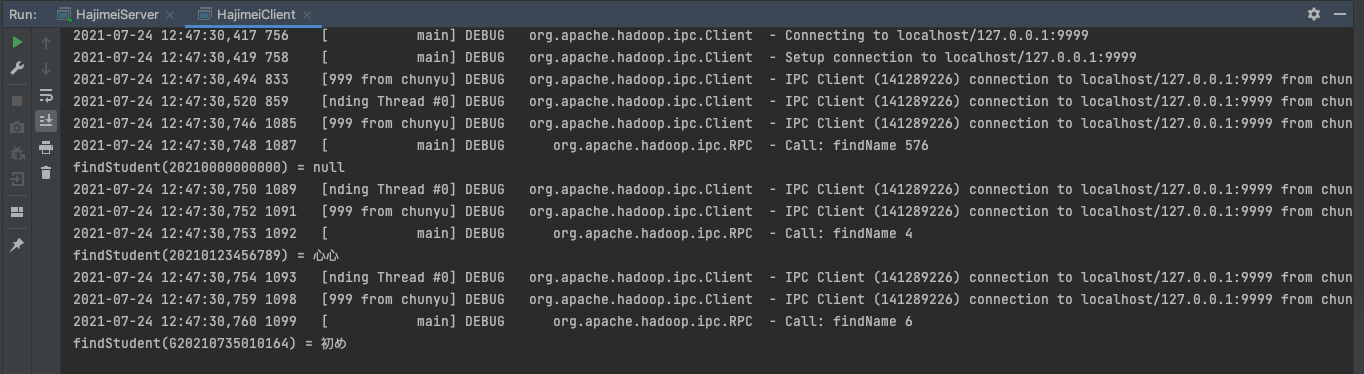 Run: HajimeiServer × HajimeiClient ×
2021-07-24 12:47:30,417 756 [ main] DEBUG org.apache.hadoop.ipc.Client - Connecting to localhost/127.0.0.1:9999
2021-07-24 12:47:30,419 758 [ main] DEBUG org.apache.hadoop.ipc.Client - Setup connection to localhost/127.0.0.1:9999
2021-07-24 12:47:30,494 833 [999 from chunyu] DEBUG org.apache.hadoop.ipc.Client - IPC Client (141289226) connection to localhost/127.0.0.1:9999 from chun
2021-07-24 12:47:30,520 859 [nding Thread #0] DEBUG org.apache.hadoop.ipc.Client - IPC Client (141289226) connection to localhost/127.0.0.1:9999 from chun
2021-07-24 12:47:30,746 1085 [999 from chunyu] DEBUG org.apache.hadoop.ipc.Client - IPC Client (141289226) connection to localhost/127.0.0.1:9999 from chun
2021-07-24 12:47:30,748 1087 [ main] DEBUG org.apache.hadoop.ipc.RPC - Call: findName 576
findStudent(20210000000000) = null
2021-07-24 12:47:30,750 1089 [nding Thread #0] DEBUG org.apache.hadoop.ipc.Client - IPC Client (141289226) connection to localhost/127.0.0.1:9999 from chun
2021-07-24 12:47:30,752 1091 [999 from chunyu] DEBUG org.apache.hadoop.ipc.Client - IPC Client (141289226) connection to localhost/127.0.0.1:9999 from chun
2021-07-24 12:47:30,753 1092 [ main] DEBUG org.apache.hadoop.ipc.RPC - Call: findName 4
findStudent(20210123456789) = 心心
2021-07-24 12:47:30,754 1093 [nding Thread #0] DEBUG org.apache.hadoop.ipc.Client - IPC Client (141289226) connection to localhost/127.0.0.1:9999 from chun
2021-07-24 12:47:30,759 1098 [999 from chunyu] DEBUG org.apache.hadoop.ipc.Client - IPC Client (141289226) connection to localhost/127.0.0.1:9999 from chun
2021-07-24 12:47:30,760 1099 [ main] DEBUG org.apache.hadoop.ipc.RPC - Call: findName 6
findStudent(G20210735010164) = 初め